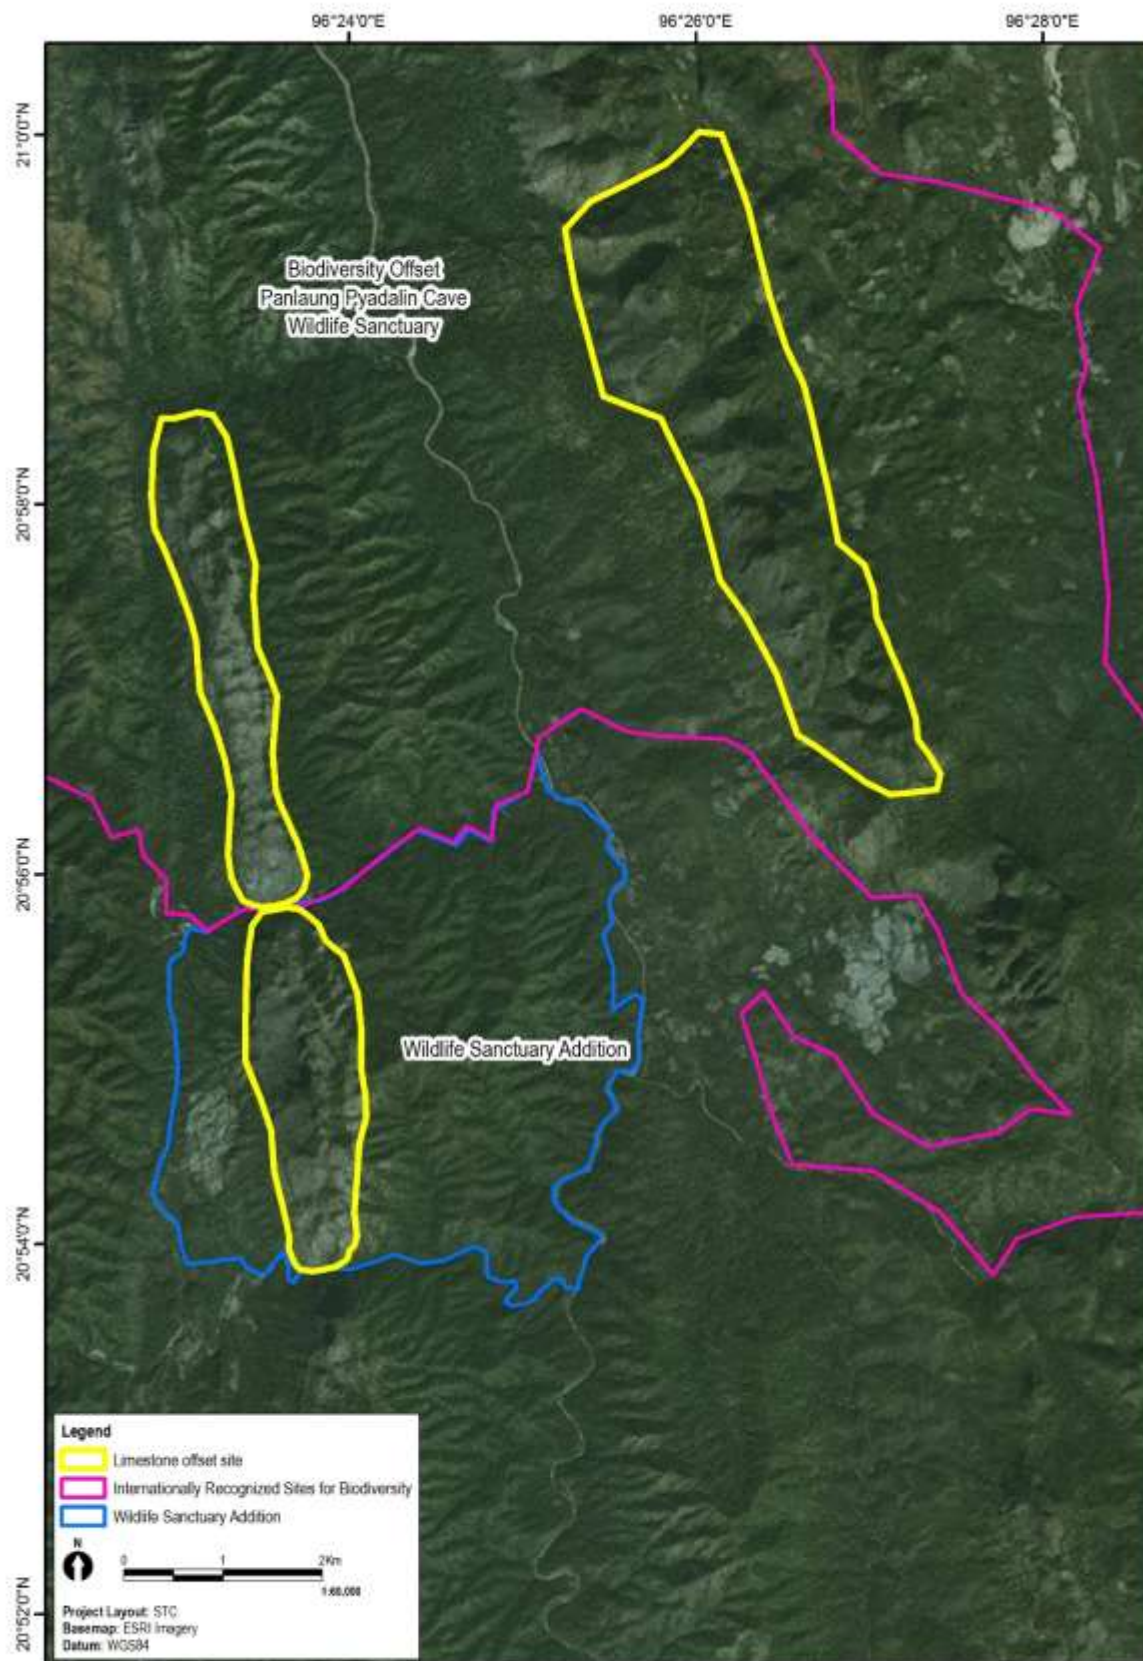 96°24'0"E
96°26'0"E
96°28'0"E
21°0'0"N
Biodiversity Offset
Panlaung Pyadalin Cave
Wildlife Sanctuary
20°58'0"N
20°56'0"N
Wildlife Sanctuary Addition
20°54'0"N
Legend
Limestone offset site
Internationally Recognized Sites for Biodiversity
Wildlife Sanctuary Addition
N
0 1 2Km
1:60,000
Project Layout: STC
Basemap: ESRI Imagery
Datum: WGS84
20°52'0"N